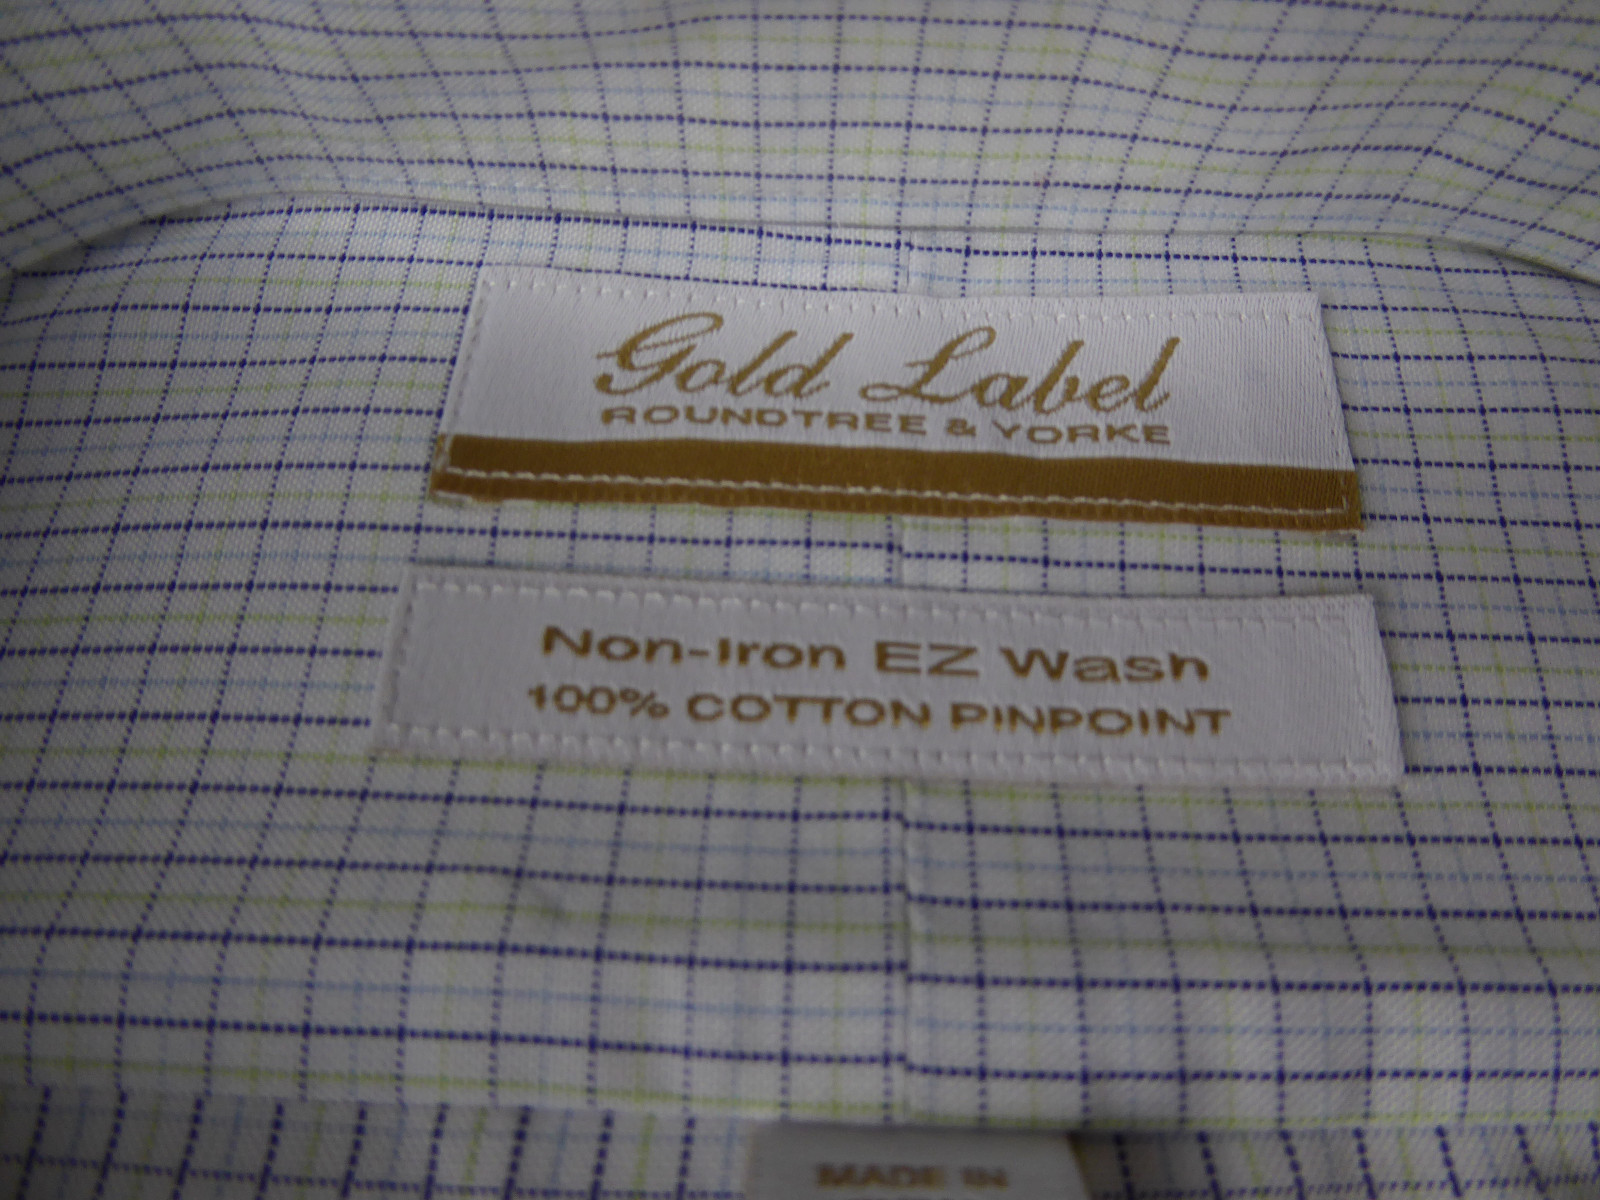 Gold Label
ROUNDTREE & YORKE
Non-Iron EZ Wash
100% COTTON PINPOINT
MADE IN